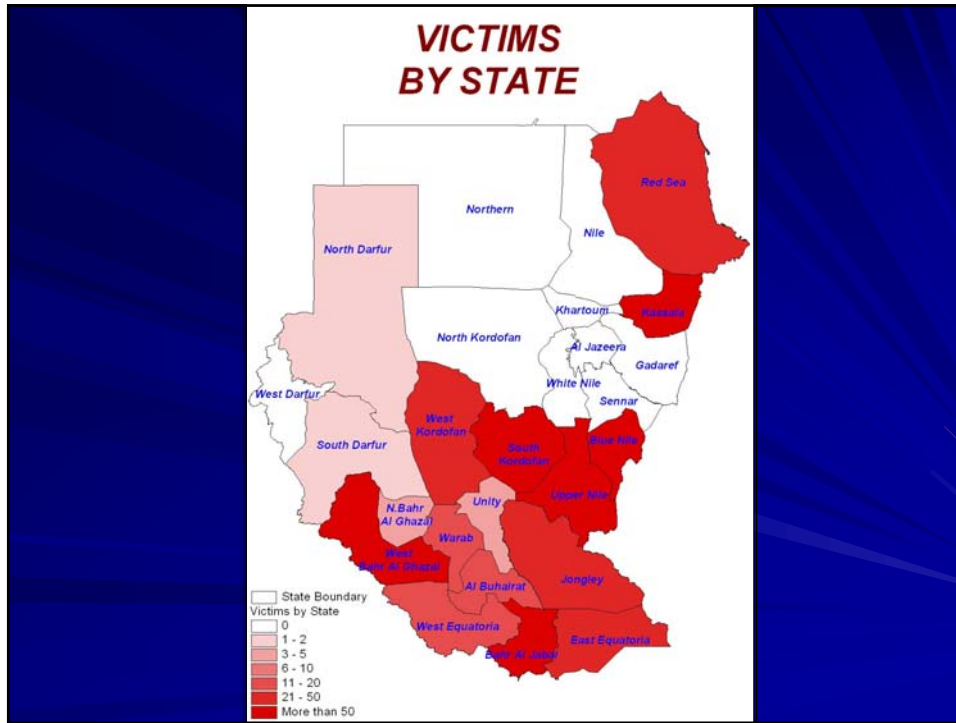 VICTIMS
BY STATE
Red Sea
Northern
Nile
North Darfur
Khartoum
Kassala
North Kordofan
Al Jazeera
Gadaref
White Nile
West Darfur
Sennar
West
Kordofan
South Darfur
South
Kordofan
Blue Nile
Upper Nile
N.Bahr
Al Ghazal
Unity
Warab
West
Bahr Al Ghazal
Al Buhairat
Jongley
West Equatoria
East Equatoria
Bahr Al Jabal
State Boundary
Victims by State
0
1 - 2
3 - 5
6 - 10
11 - 20
21 - 50
More than 50